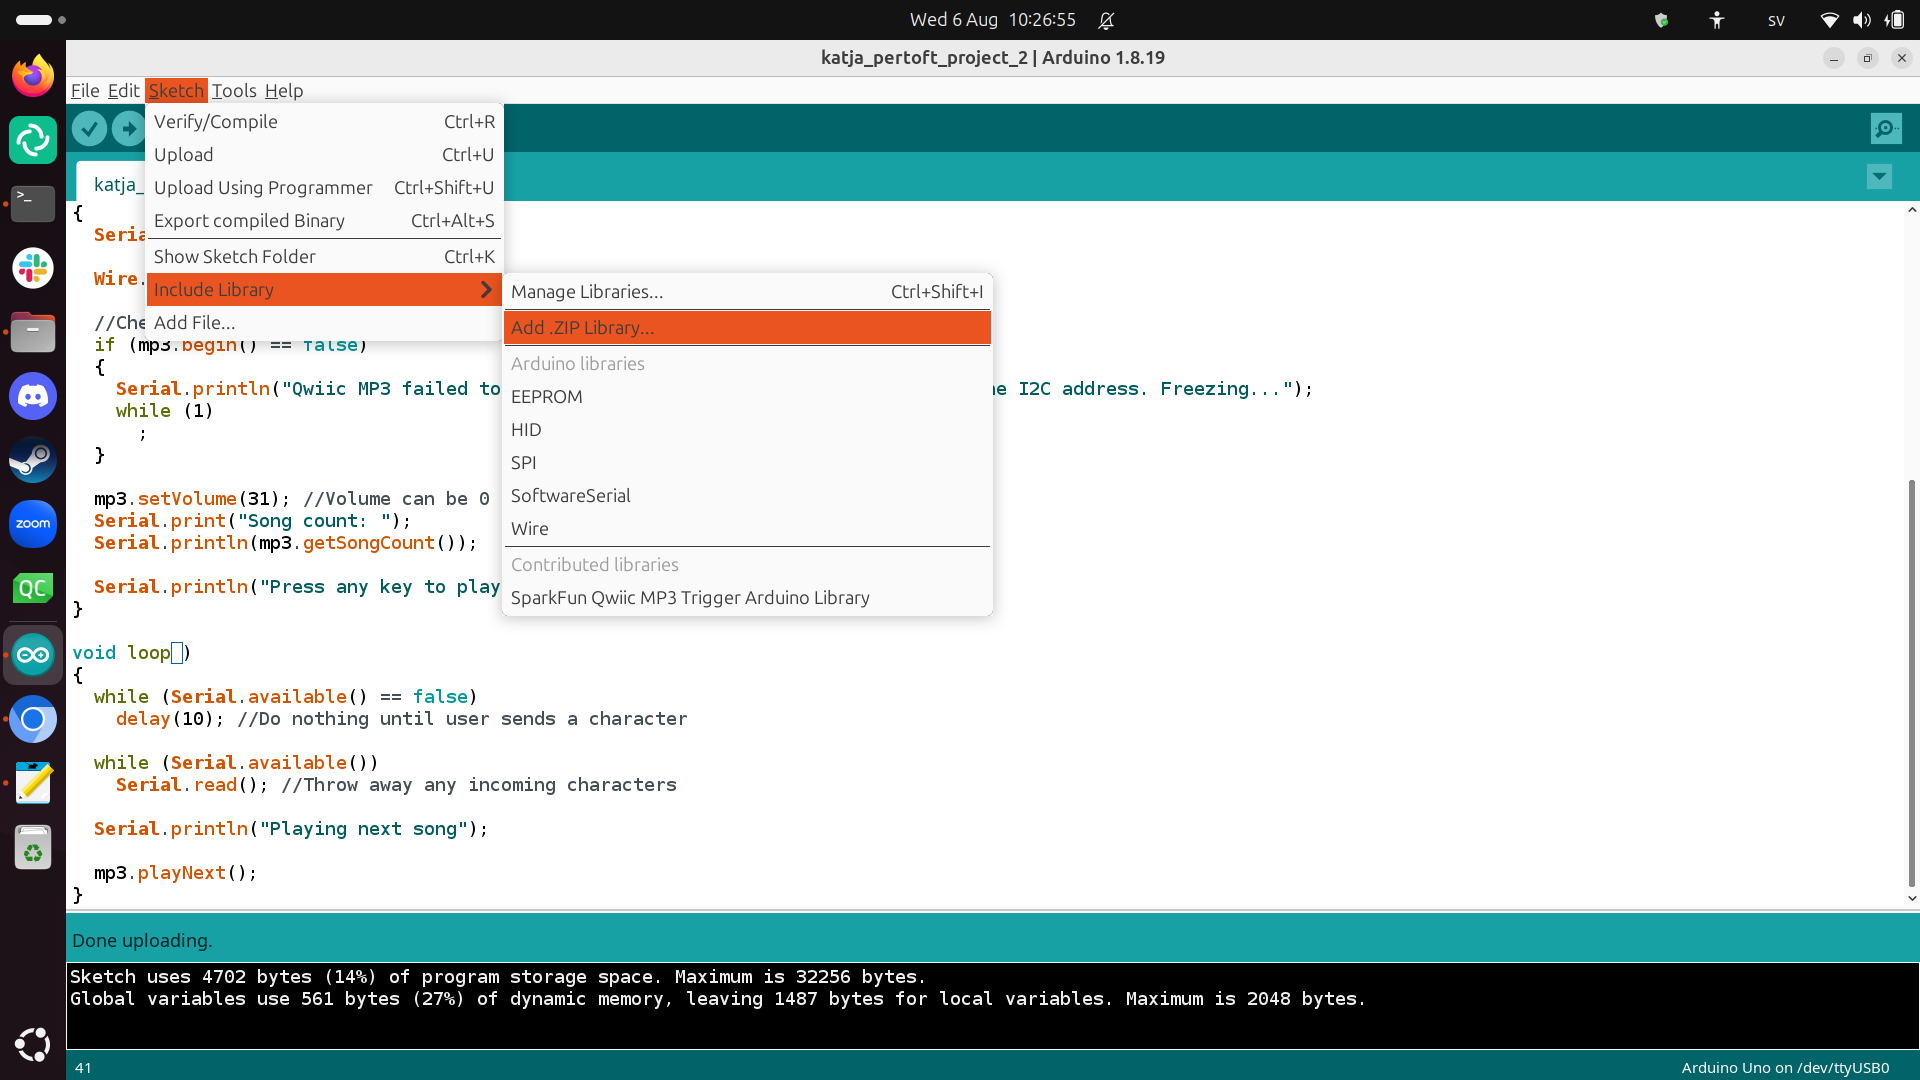 Wed 6 Aug 10:26:55
sv
katja_pertoft_project_2 | Arduino 1.8.19
File Edit Sketch Tools Help
Verify/Compile Ctrl+R
Upload Ctrl+U
katja_
Upload Using Programmer Ctrl+Shift+U
Export compiled Binary Ctrl+Alt+S
Show Sketch Folder Ctrl+K
Include Library
Add File...
Manage Libraries... Ctrl+Shift+I
Add .ZIP Library...
Arduino libraries
EEPROM
HID
SPI
SoftwareSerial
Wire
Contributed libraries
SparkFun Qwiic MP3 Trigger Arduino Library
{
Seria
Wire.
//Che
if (mp3.begin() == false)
{
Serial.println("Qwiic MP3 failed to
e I2C address. Freezing...");
while (1)
;
}
mp3.setVolume(31); //Volume can be 0
Serial.print("Song count: ");
Serial.println(mp3.getSongCount());
Serial.println("Press any key to play
}
void loop()
{
while (Serial.available() == false)
delay(10); //Do nothing until user sends a character
while (Serial.available())
Serial.read(); //Throw away any incoming characters
Serial.println("Playing next song");
mp3.playNext();
}
zoom
QC
>_
Done uploading.
Sketch uses 4702 bytes (14%) of program storage space. Maximum is 32256 bytes.
Global variables use 561 bytes (27%) of dynamic memory, leaving 1487 bytes for local variables. Maximum is 2048 bytes.
41
Arduino Uno on /dev/ttyUSB0